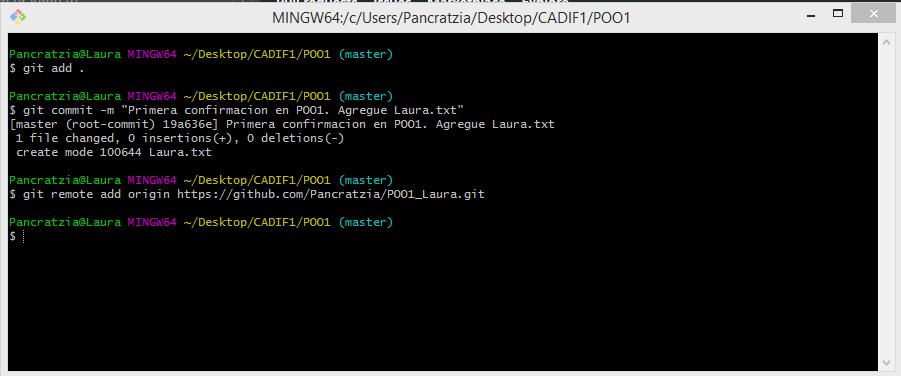 MINGW64:/c/Users/Pancratzia/Desktop/CADIF1/POO1
Pancratzia@Laura MINGW64 ~/Desktop/CADIF1/POO1 (master)
$ git add .
Pancratzia@Laura MINGW64 ~/Desktop/CADIF1/POO1 (master)
$ git commit -m "Primera confirmacion en POO1. Agregue Laura.txt"
[master (root-commit) 19a636e] Primera confirmacion en POO1. Agregue Laura.txt
1 file changed, 0 insertions(+), 0 deletions(-)
create mode 100644 Laura.txt
Pancratzia@Laura MINGW64 ~/Desktop/CADIF1/POO1 (master)
$ git remote add origin https://github.com/Pancratzia/POO1_Laura.git
Pancratzia@Laura MINGW64 ~/Desktop/CADIF1/POO1 (master)
$